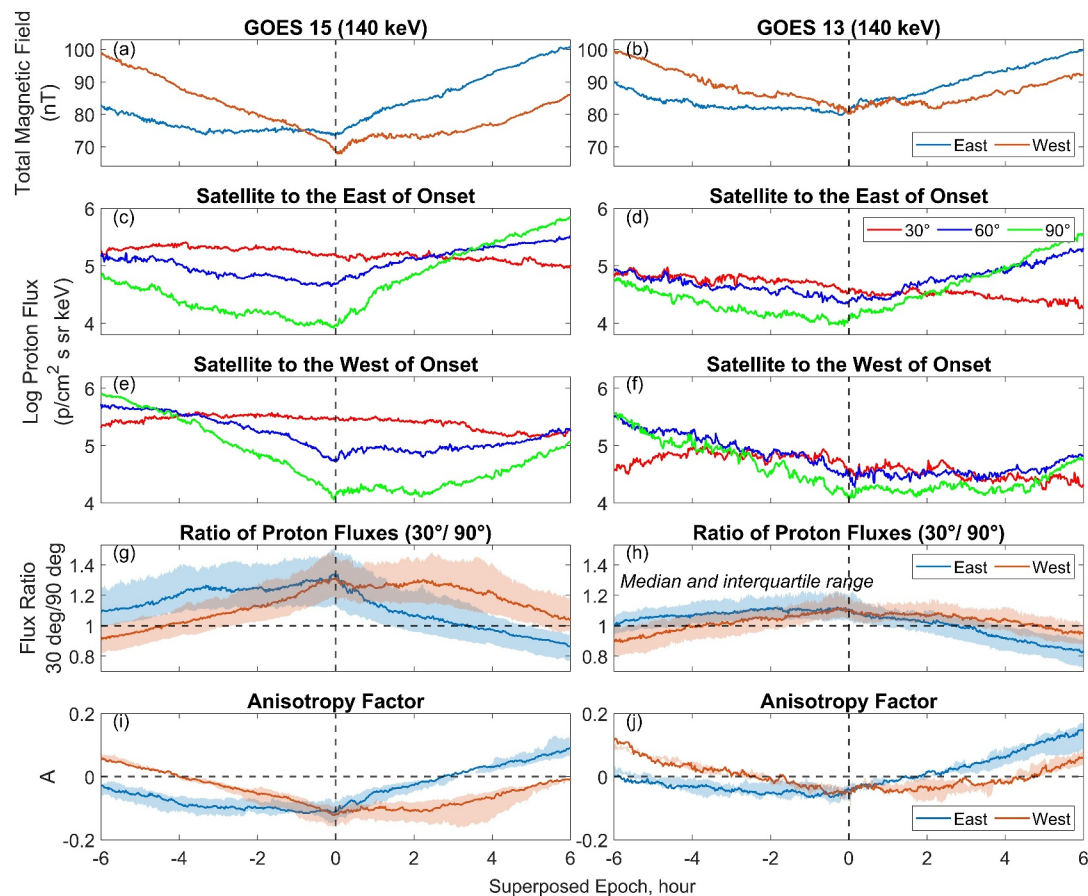 GOES 15 (140 keV)
GOES 13 (140 keV)
Total Magnetic Field
(nT)
(a)
100
90
80
70
(b)
100
90
80
70
East West
Satellite to the East of Onset
Satellite to the East of Onset
Log Proton Flux
(p/cm² s sr keV)
(c)
6
5
4
(d)
6
5
4
30° 60° 90°
Satellite to the West of Onset
Satellite to the West of Onset
(e)
6
5
4
(f)
6
5
4
Ratio of Proton Fluxes (30°/ 90°)
Ratio of Proton Fluxes (30°/ 90°)
Flux Ratio
30 deg/90 deg
(g)
1.4
1.2
1
0.8
(h)
1.4
1.2
1
0.8
Median and interquartile range
East West
Anisotropy Factor
Anisotropy Factor
A
(i)
0.2
0
-0.2
(j)
0.2
0
-0.2
East West
-6 -4 -2 0 2 4 6
-6 -4 -2 0 2 4 6
Superposed Epoch, hour